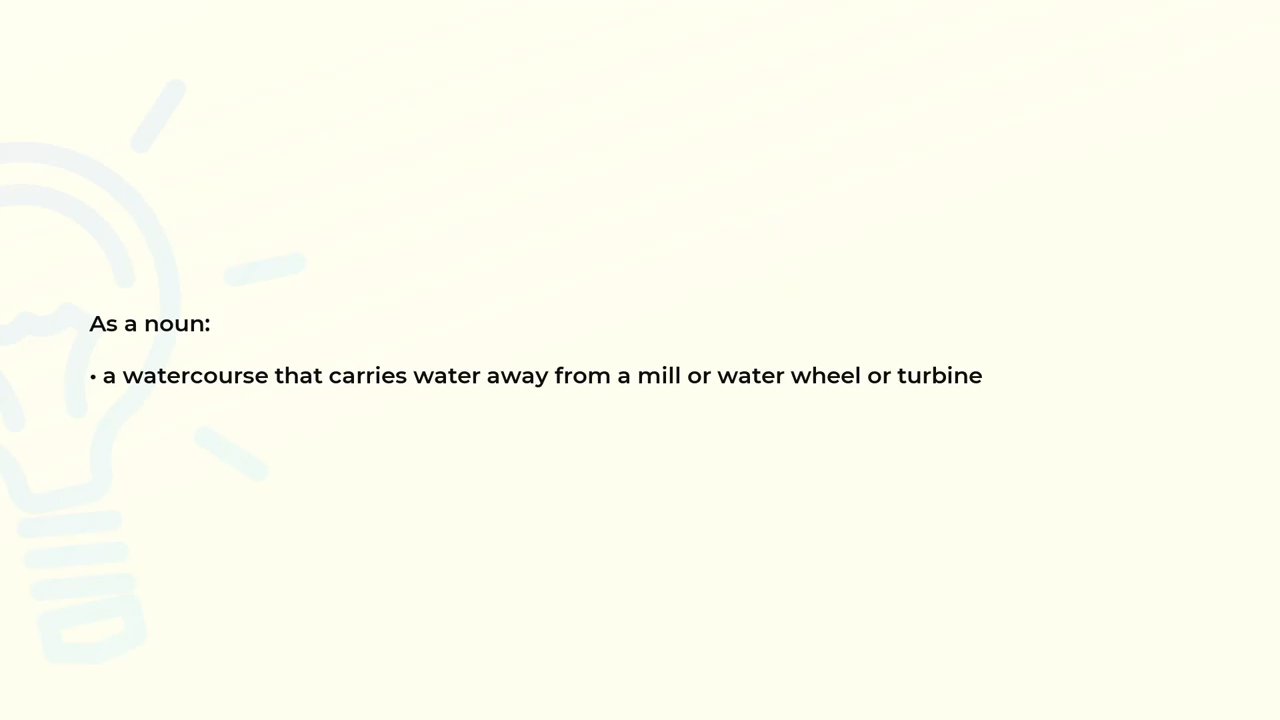 As a noun:
• a watercourse that carries water away from a mill or water wheel or turbine